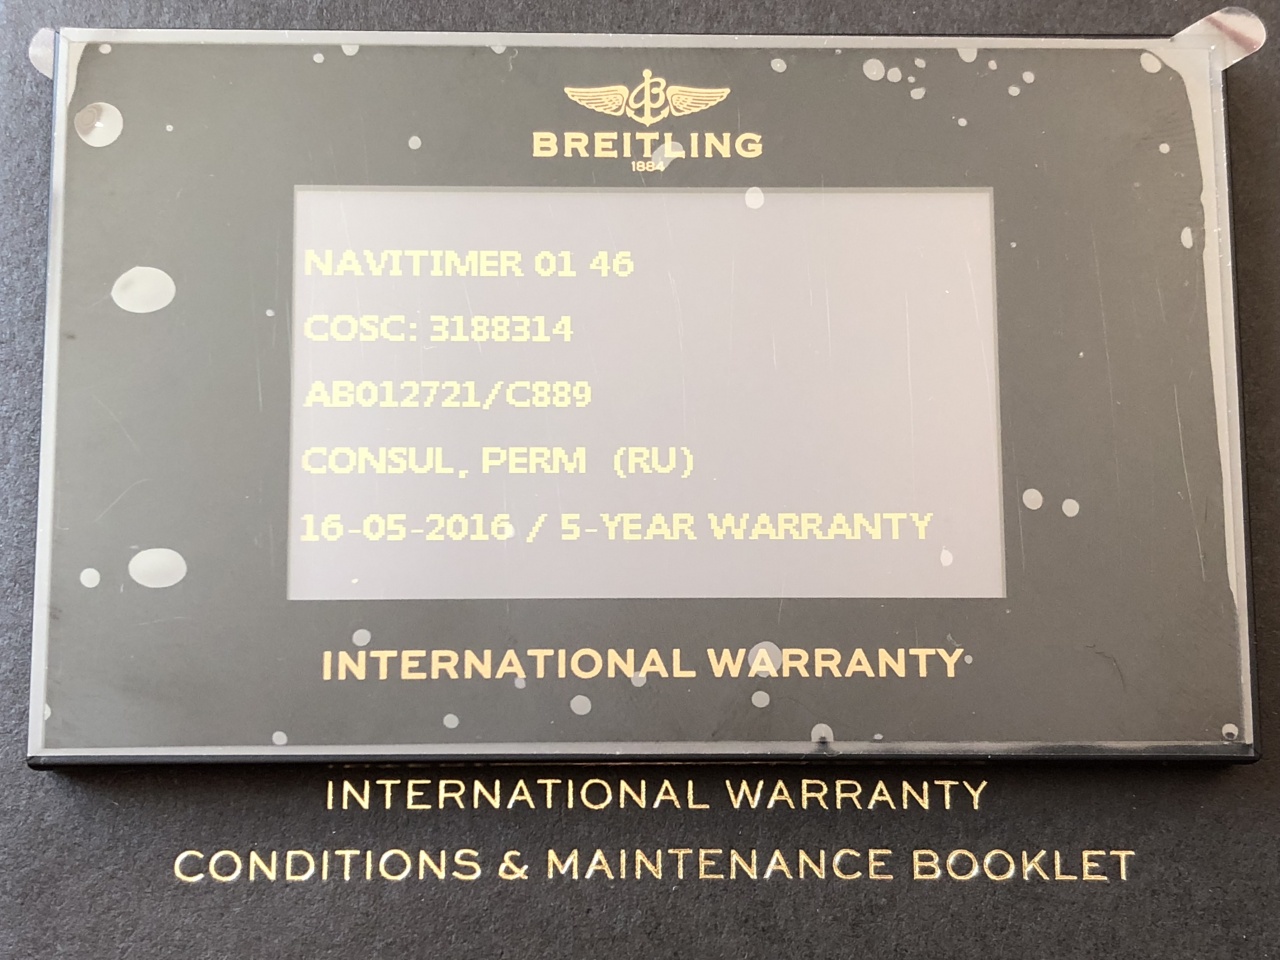 BREITLING
1884
NAVITIMER 01 46
COSC: 3188314
AB012721/C889
CONSUL, PERM (RU)
16-05-2016 / 5-YEAR WARRANTY
INTERNATIONAL WARRANTY
INTERNATIONAL WARRANTY
CONDITIONS & MAINTENANCE BOOKLET